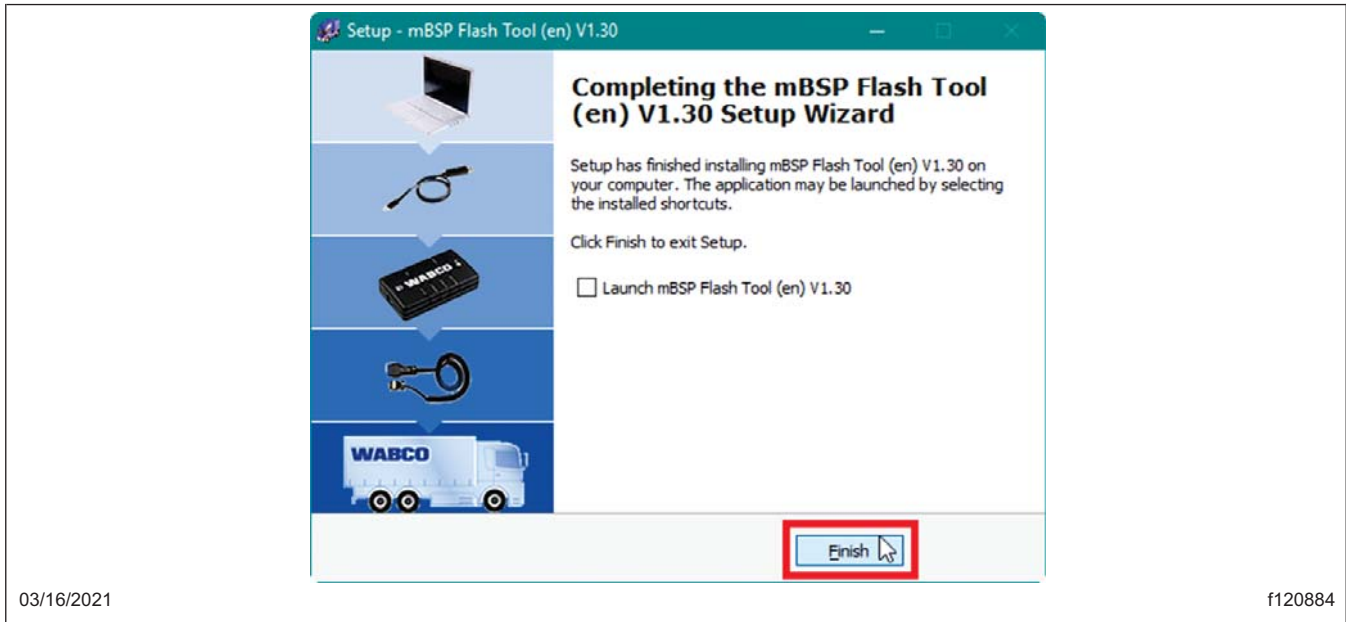 Setup - mBSP Flash Tool (en) V1.30
Completing the mBSP Flash Tool
(en) V1.30 Setup Wizard
Setup has finished installing mBSP Flash Tool (en) V1.30 on
your computer. The application may be launched by selecting
the installed shortcuts.
Click Finish to exit Setup.
Launch mBSP Flash Tool (en) V1.30
WABCO
WABCO
Finish
03/16/2021
f120884